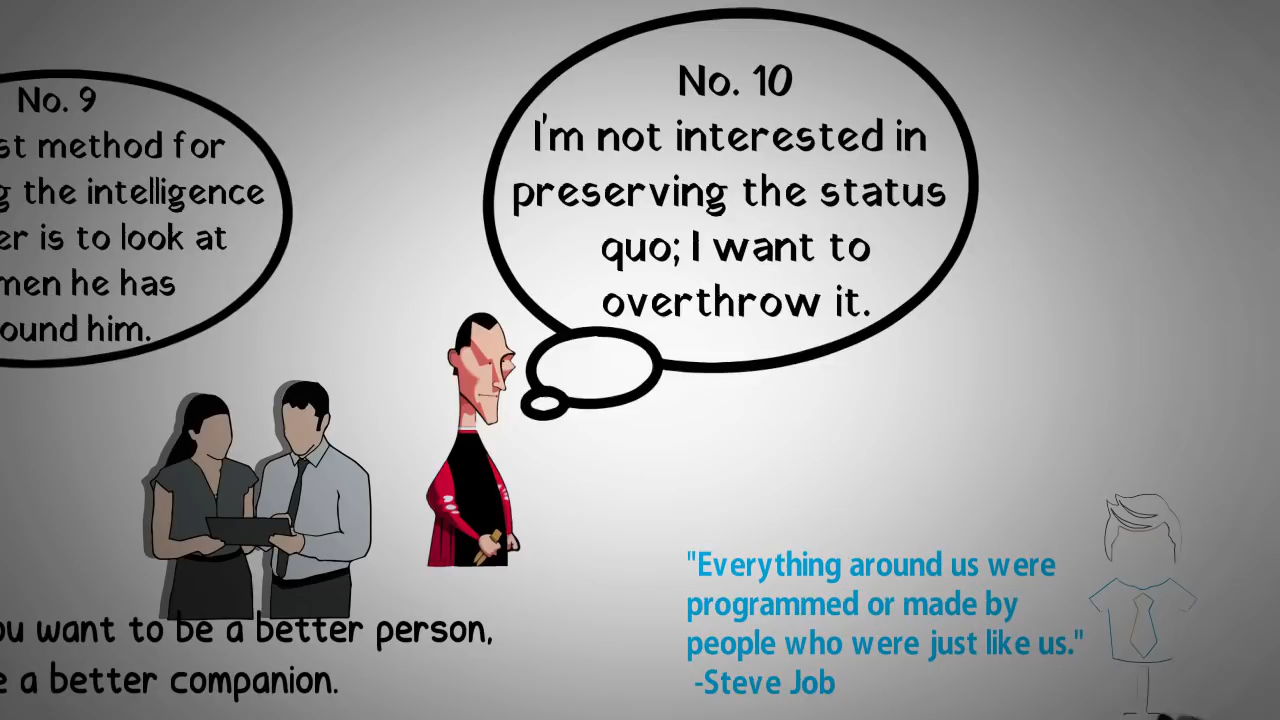 No. 9
st method for
g the intelligence
er is to look at
men he has
ound him.
No. 10
I'm not interested in
preserving the status
quo; I want to
overthrow it.
ou want to be a better person,
e a better companion.
"Everything around us were
programmed or made by
people who were just like us."
-Steve Job